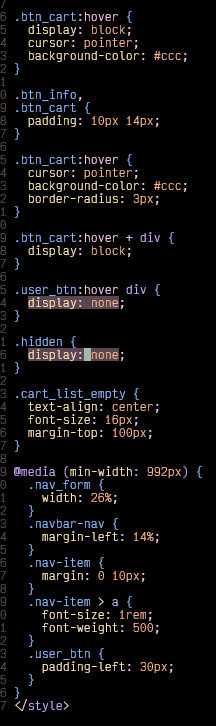 .btn_cart:hover {
  display: block;
  cursor: pointer;
  background-color: #ccc;
}

.btn_info,
.btn_cart {
  padding: 10px 14px;
}

.btn_cart:hover {
  cursor: pointer;
  background-color: #ccc;
  border-radius: 3px;
}

.btn_cart:hover + div {
  display: block;
}

.user_btn:hover div {
  display: none;
}

.hidden {
  display: none;
}

.cart_list_empty {
  text-align: center;
  font-size: 16px;
  margin-top: 100px;
}

@media (min-width: 992px) {
  .nav_form {
    width: 26%;
  }
  .navbar-nav {
    margin-left: 14%;
  }
  .nav-item {
    margin: 0 10px;
  }
  .nav-item > a {
    font-size: 1rem;
    font-weight: 500;
  }
  .user_btn {
    padding-left: 30px;
  }
}
</style>